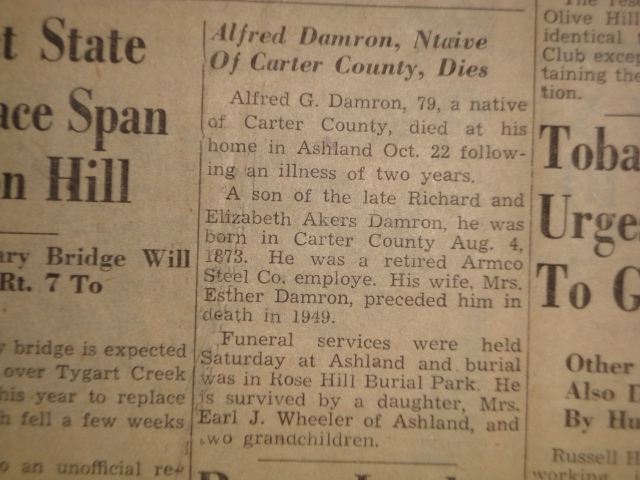 t State
ace Span
n Hill
ary Bridge Will
Rt. 7 To
bridge is expected
over Tygart Creek
his year to replace
h fell a few weeks
o an unofficial re-
Alfred Damron, Ntaive
Of Carter County, Dies
Alfred G. Damron, 79, a native
of Carter County, died at his
home in Ashland Oct. 22 follow-
ing an illness of two years.
A son of the late Richard and
Elizabeth Akers Damron, he was
born in Carter County Aug. 4,
1873. He was a retired Armco
Steel Co. employe. His wife, Mrs.
Esther Damron, preceded him in
death in 1949.
Funeral services were held
Saturday at Ashland and burial
was in Rose Hill Burial Park. He
is survived by a daughter, Mrs.
Earl J. Wheeler of Ashland, and
two grandchildren.
Olive Hill
identical
Club excep
taining the
tion.
Toba
Urge
To G
Other
Also D
By Hu
Russell H
working